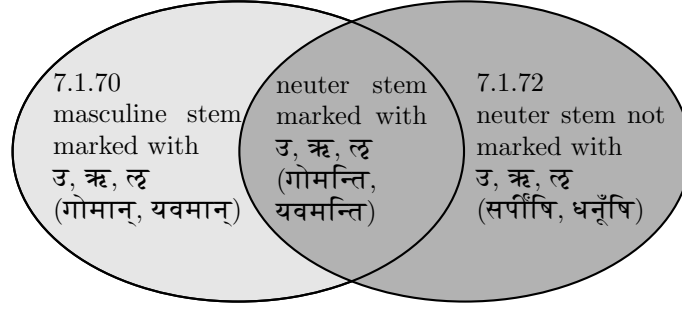 7.1.70
masculine stem
marked with
उ, ऋ, ऌ
(गोमान्, यवमान्)
neuter stem
marked with
उ, ऋ, ऌ
(गोमन्ति,
यवमन्ति)
7.1.72
neuter stem not
marked with
उ, ऋ, ऌ
(सर्पीँषि, धनूँषि)